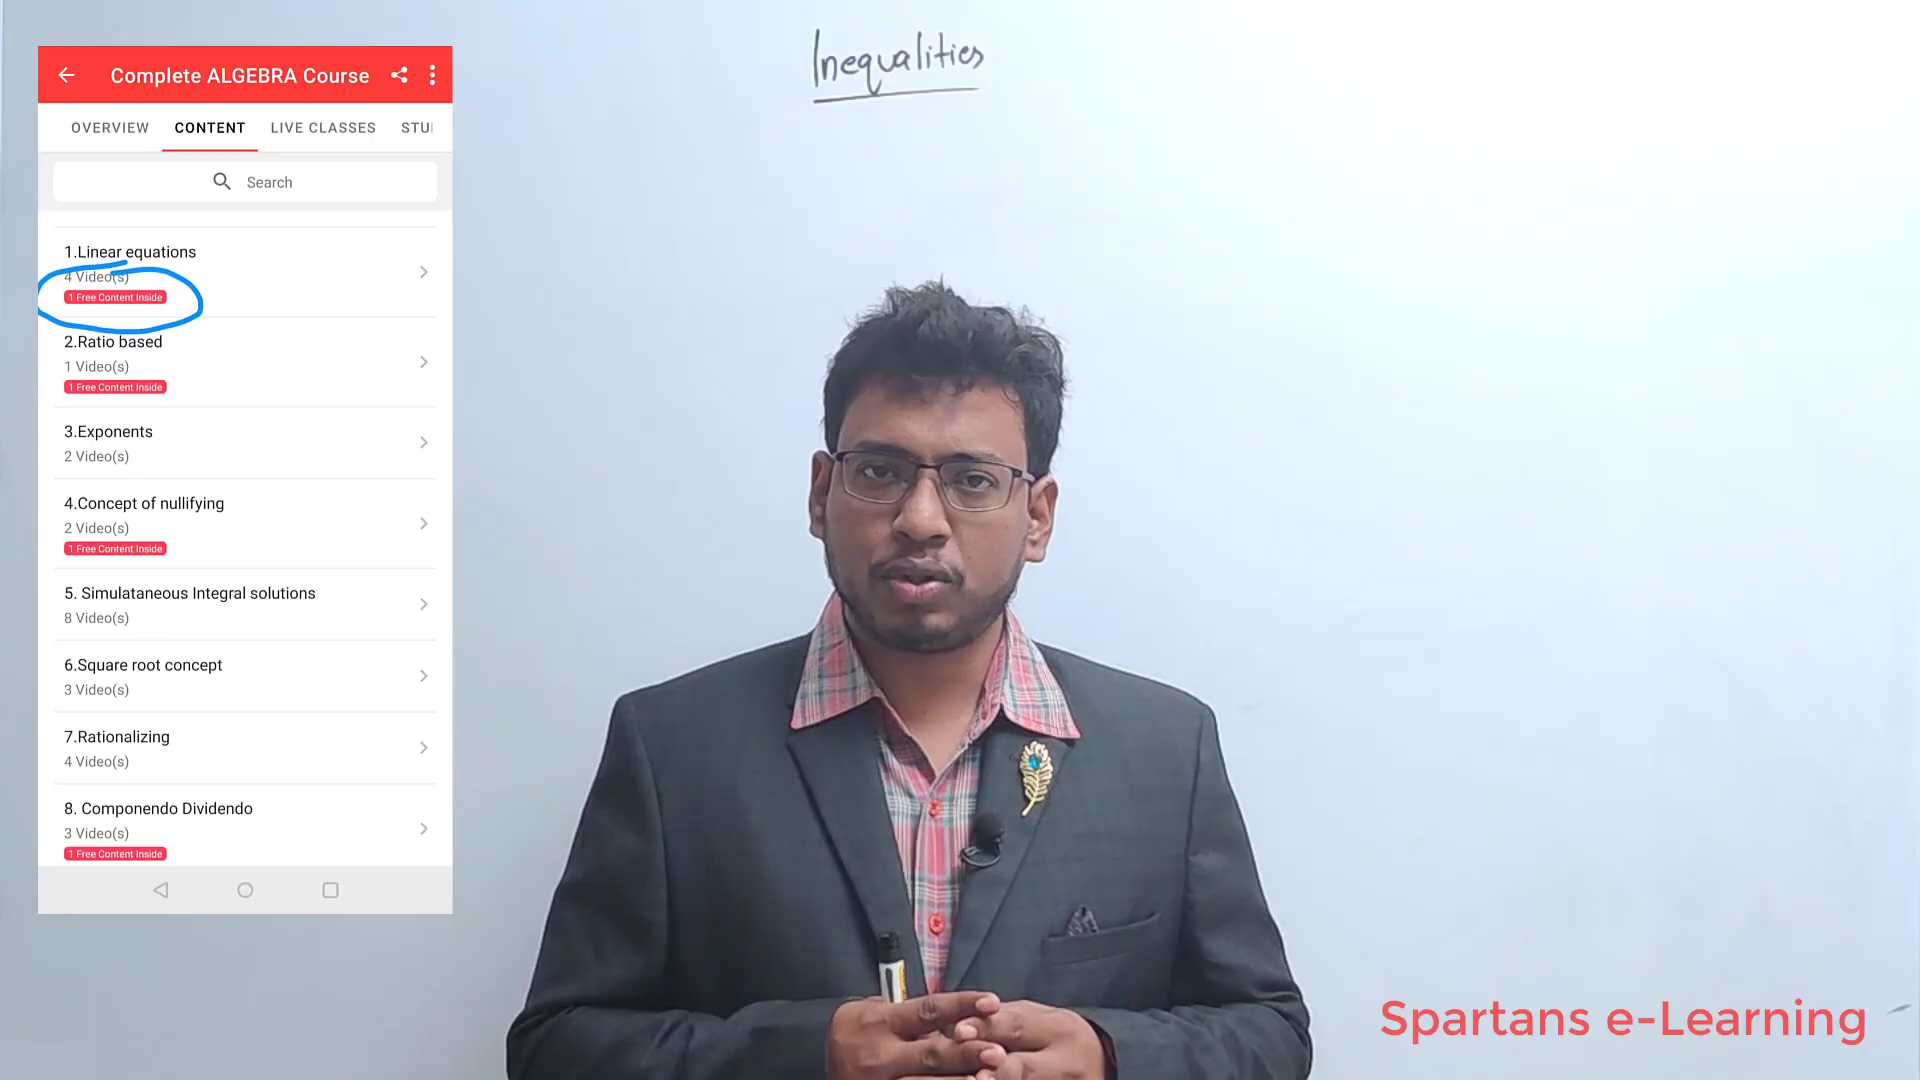 Inequalities
Complete ALGEBRA Course
OVERVIEW CONTENT LIVE CLASSES STU
Search
1.Linear equations
4 Video(s)
1 Free Content Inside
2.Ratio based
1 Video(s)
1 Free Content Inside
3.Exponents
2 Video(s)
4.Concept of nullifying
2 Video(s)
1 Free Content Inside
5. Simulataneous Integral solutions
8 Video(s)
6.Square root concept
3 Video(s)
7.Rationalizing
4 Video(s)
8. Componendo Dividendo
3 Video(s)
1 Free Content Inside
Spartans e-Learning